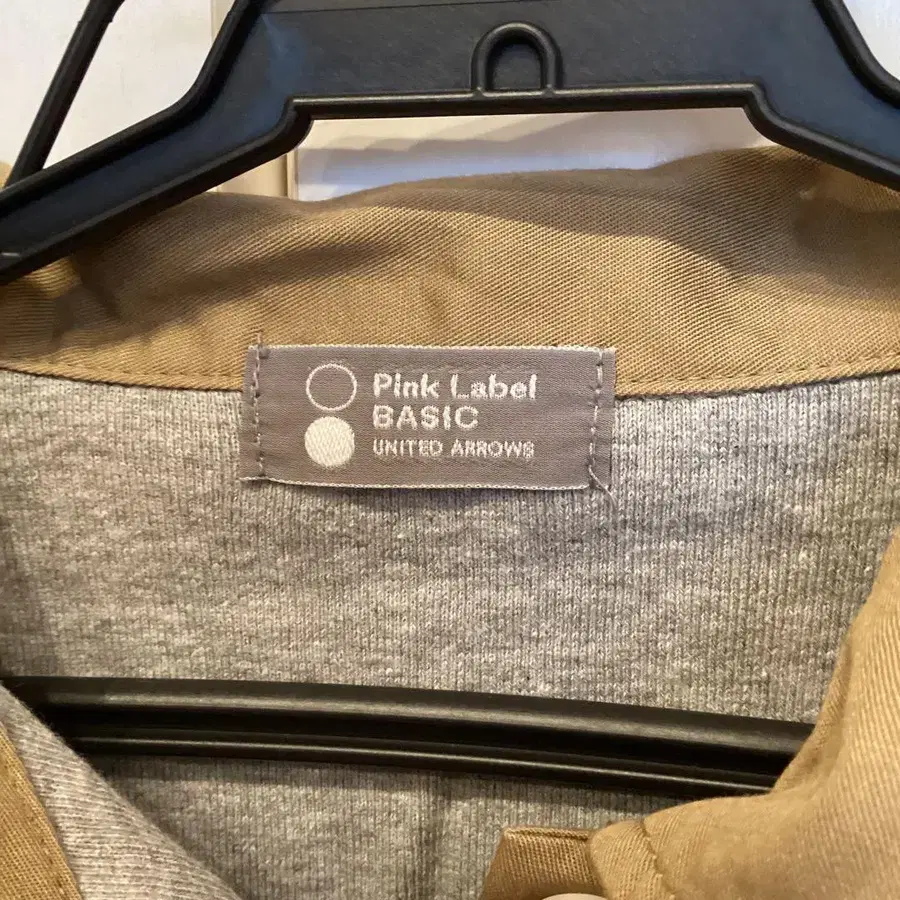 Pink Label
BASIC
UNITED ARROWS